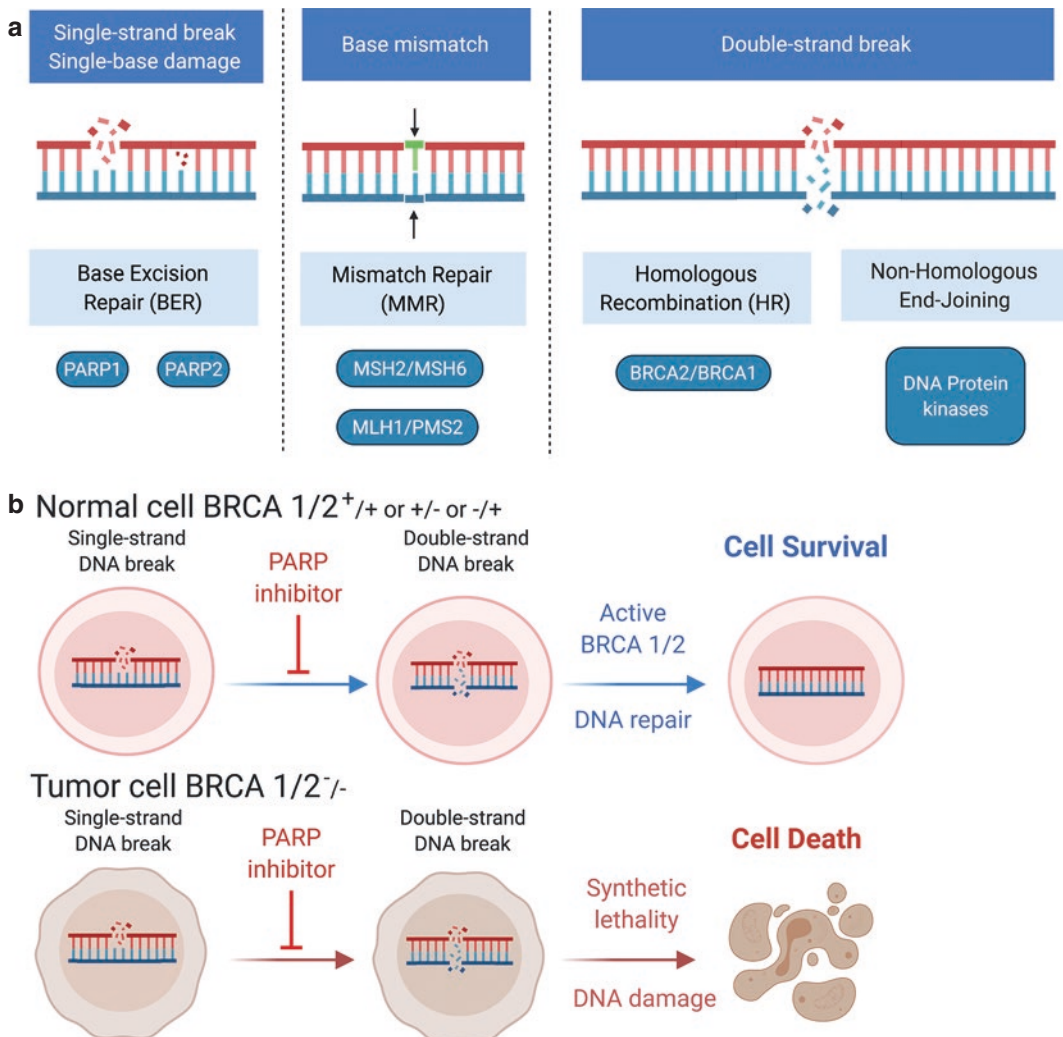 a
Single-strand break
Single-base damage
Base mismatch
Double-strand break
Base Excision
Repair (BER)
Mismatch Repair
(MMR)
Homologous
Recombination (HR)
Non-Homologous
End-Joining
PARP1
PARP2
MSH2/MSH6
MLH1/PMS2
BRCA2/BRCA1
DNA Protein
kinases
b
Normal cell BRCA 1/2⁺/+ or +/- or -/+
Single-strand
DNA break
PARP
inhibitor
Double-strand
DNA break
Active
BRCA 1/2
DNA repair
Cell Survival
Tumor cell BRCA 1/2⁻/-
Single-strand
DNA break
PARP
inhibitor
Double-strand
DNA break
Synthetic
lethality
DNA damage
Cell Death